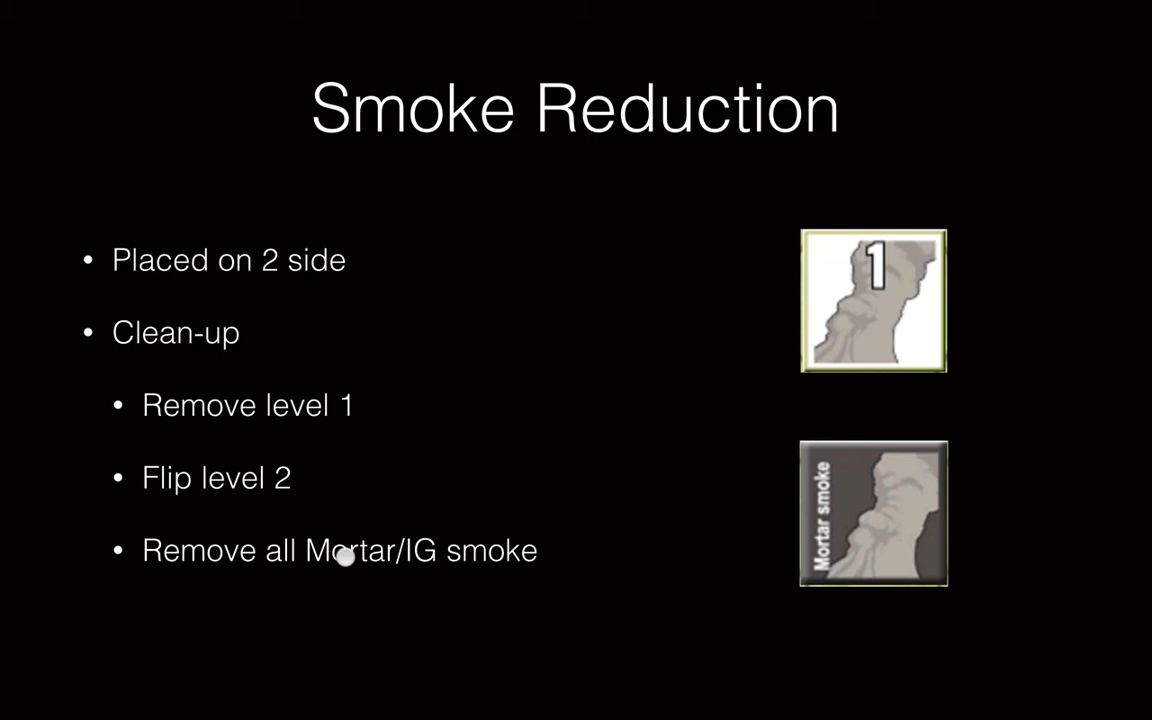 Smoke Reduction
• Placed on 2 side
• Clean-up
• Remove level 1
• Flip level 2
• Remove all Mortar/IG smoke
1
Mortar smoke